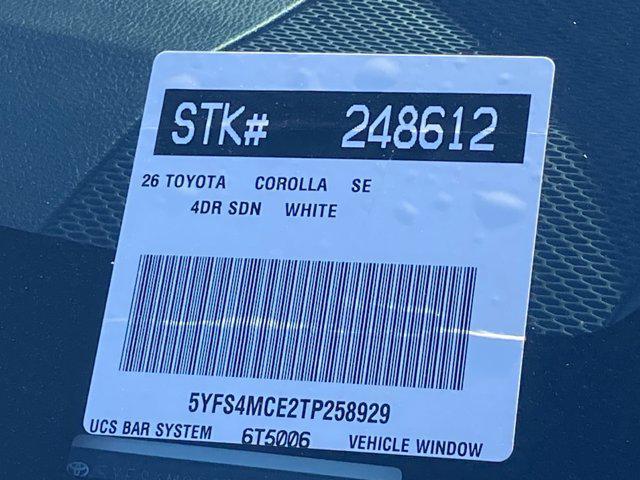 STK# 248612
26 TOYOTA COROLLA SE
4DR SDN WHITE
5YFS4MCE2TP258929
UCS BAR SYSTEM 6T5006 VEHICLE WINDOW